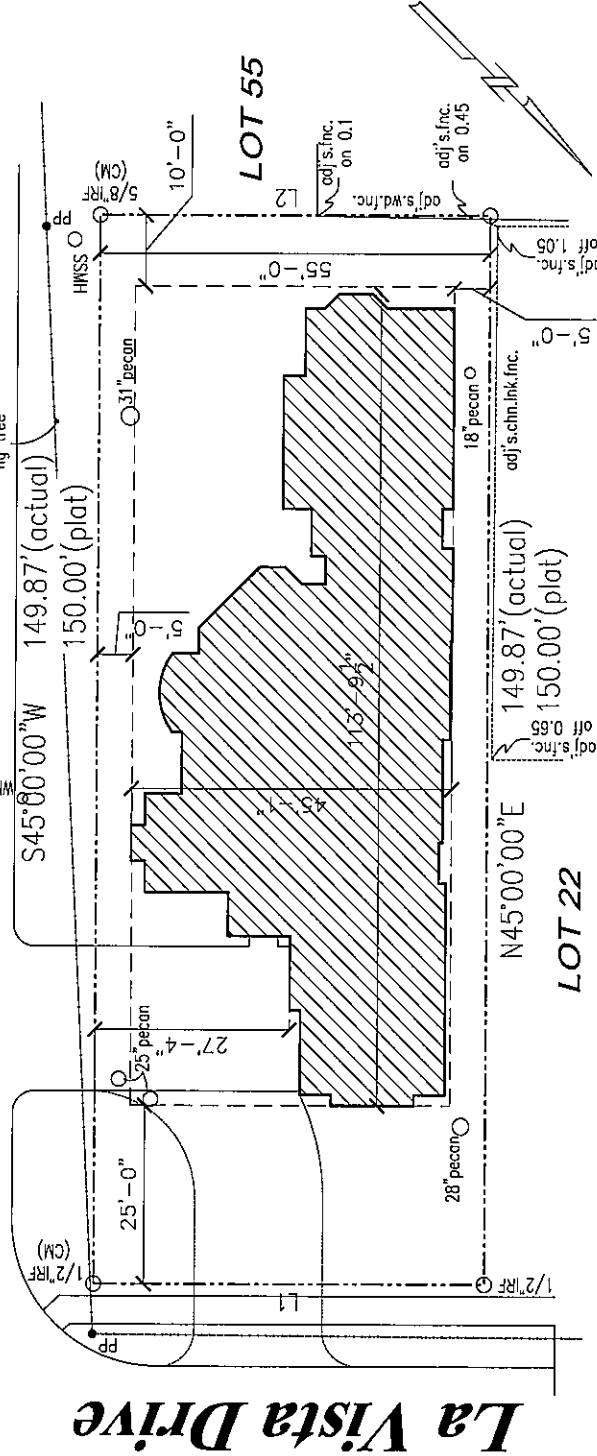 S45°00'00"W
149.87'(actual)
150.00'(plat)
PP
SSMH
5/8"IRF
(CM)
10'-0"
LOT 55
31"pecan
5'-0"
55'-0"
L2
adj's.fnc.
on 0.1
adj's.wd.fnc.
adj's.fnc.
on 0.45
adj's.fnc.
off 1.05
5'-0"
18"pecan
adj's.chn.lnk.fnc.
113'-9 1/2"
45'-1"
27'-4"
25"pecan
25'-0"
28"pecan
1/2"IRF
(CM)
PP
L1
1/2"IRF
N45°00'00"E
149.87'(actual)
150.00'(plat)
adj's.fnc.
off 0.65
LOT 22
La Vista Drive